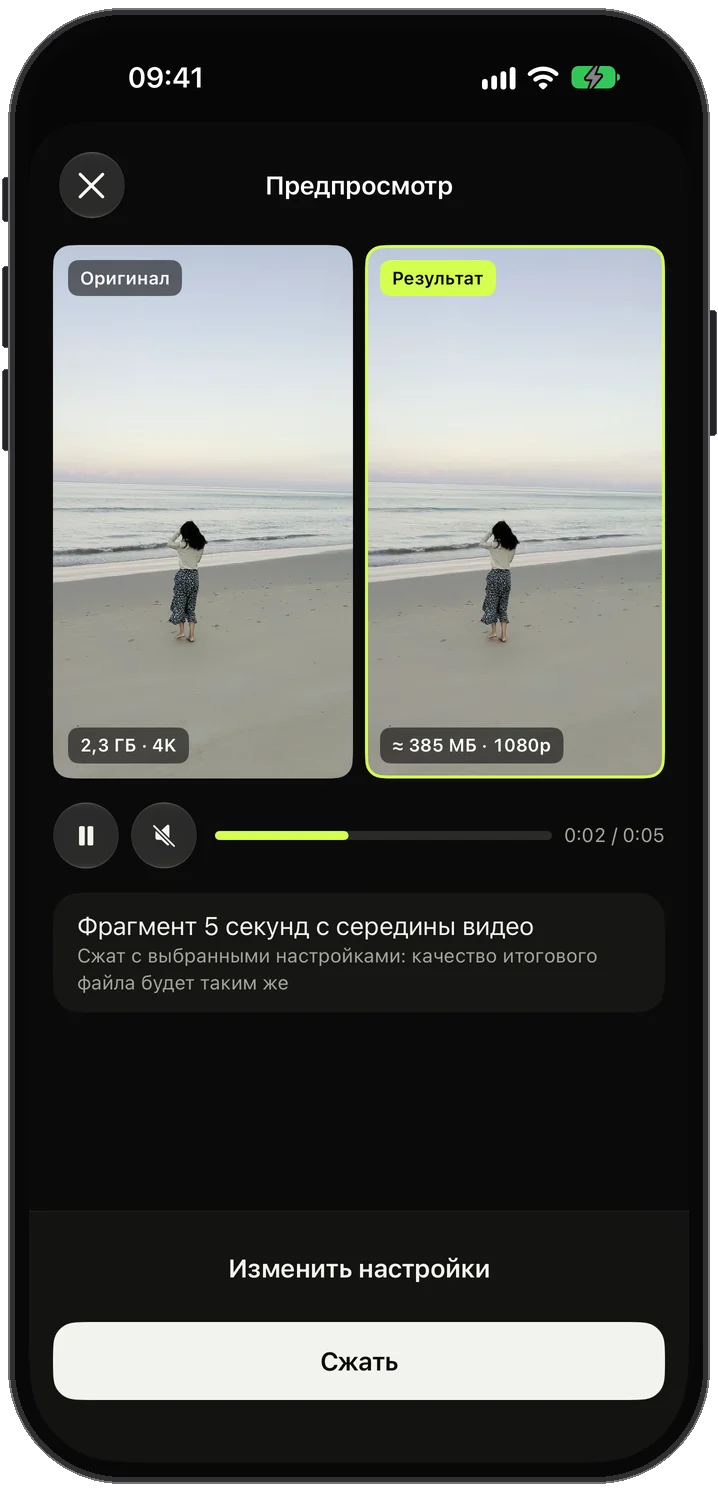 09:41
Предпросмотр
Оригинал
Результат
2,3 ГБ · 4K
≈ 385 МБ · 1080p
0:02 / 0:05
Фрагмент 5 секунд с середины видео
Сжат с выбранными настройками: качество итогового
файла будет таким же
Изменить настройки
Сжать